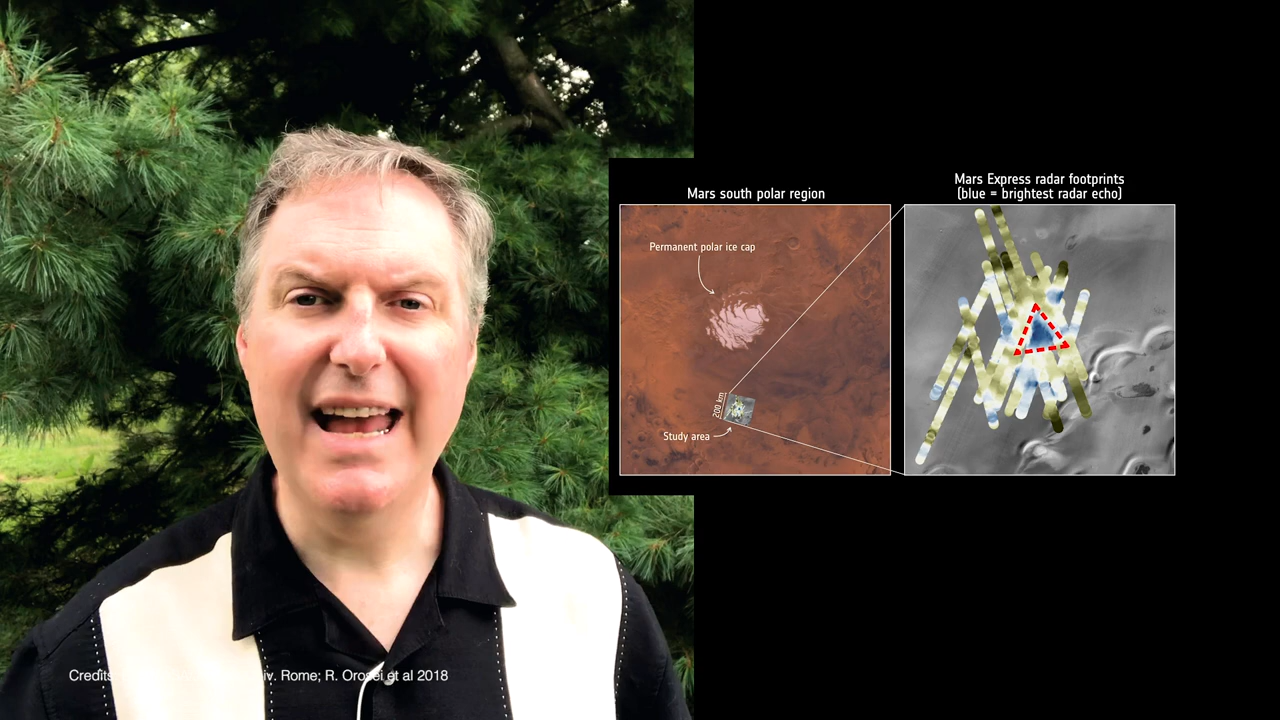 Mars south polar region
Permanent polar ice cap
200 km
Study area
Mars Express radar footprints
(blue = brightest radar echo)
Credits iv. Rome; R. Orosei et al 2018